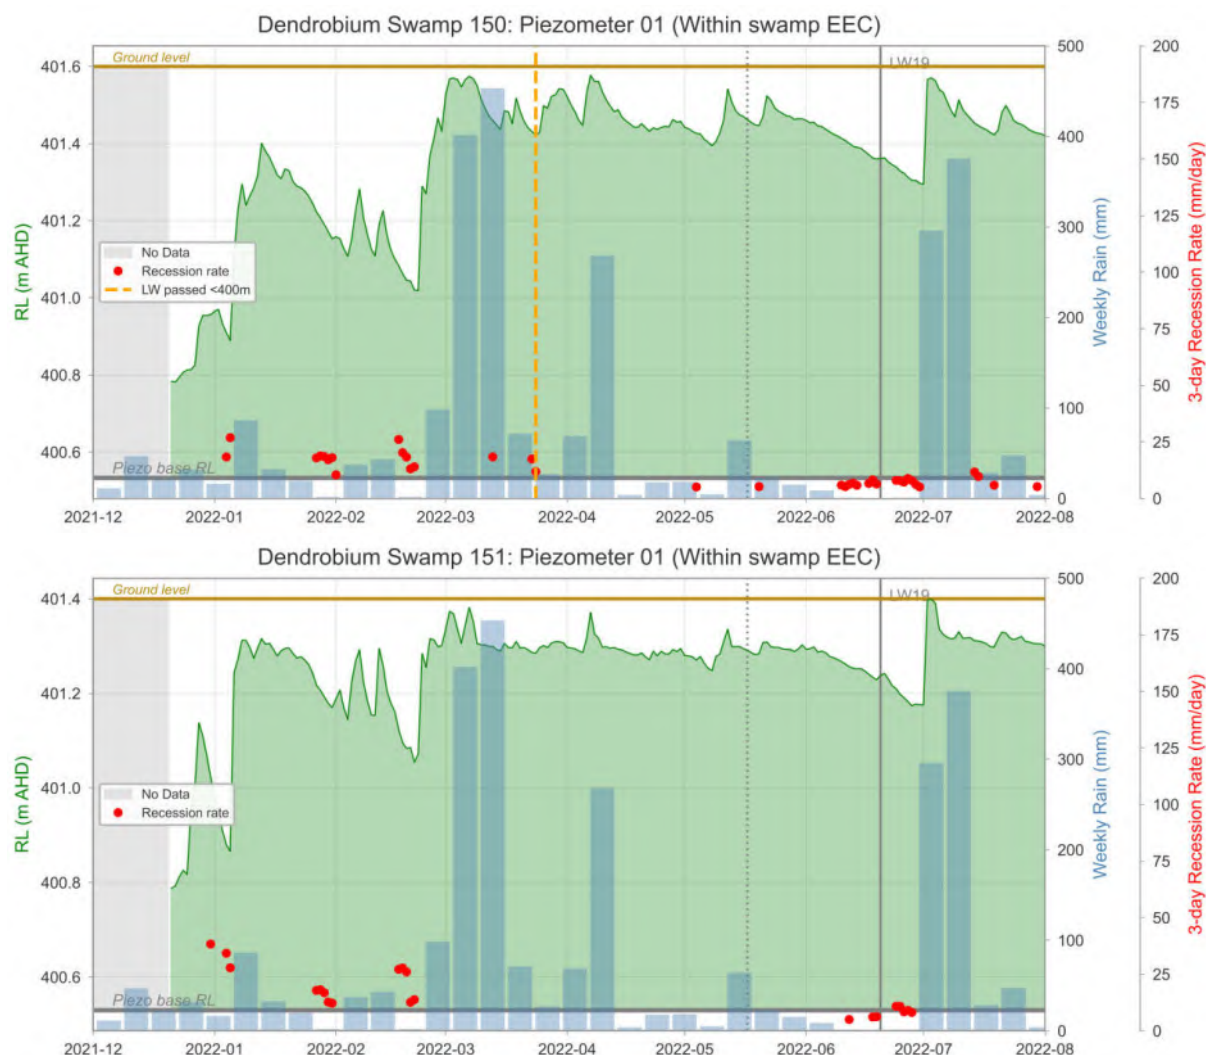 Dendrobium Swamp 150: Piezometer 01 (Within swamp EEC)
Ground level
LW19
401.6
401.4
401.2
401.0
400.8
400.6
RL (m AHD)
No Data
Recession rate
LW passed <400m
Piezo base RL
500
400
300
200
100
0
Weekly Rain (mm)
200
175
150
125
100
75
50
25
0
3-day Recession Rate (mm/day)
2021-12 2022-01 2022-02 2022-03 2022-04 2022-05 2022-06 2022-07 2022-08
Dendrobium Swamp 151: Piezometer 01 (Within swamp EEC)
Ground level
LW19
401.4
401.2
401.0
400.8
400.6
RL (m AHD)
No Data
Recession rate
Piezo base RL
500
400
300
200
100
0
Weekly Rain (mm)
200
175
150
125
100
75
50
25
0
3-day Recession Rate (mm/day)
2021-12 2022-01 2022-02 2022-03 2022-04 2022-05 2022-06 2022-07 2022-08